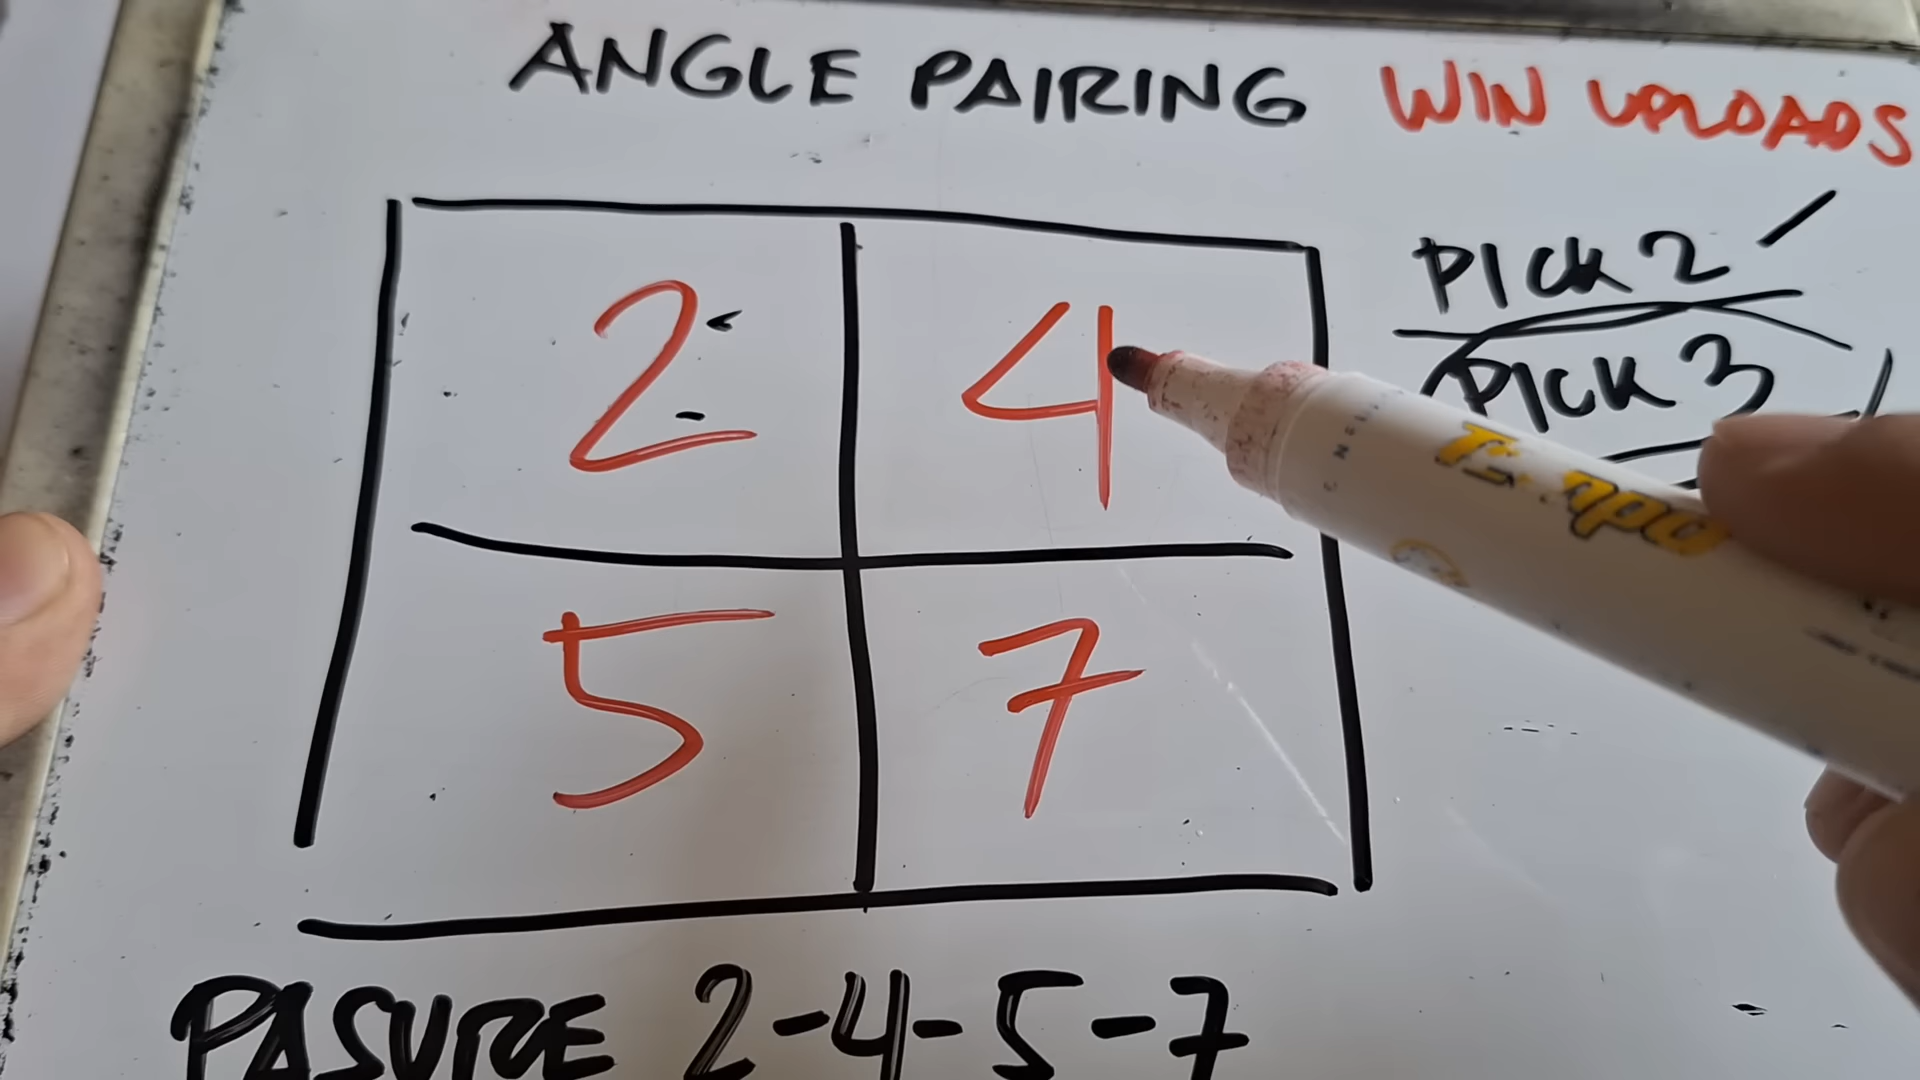 ANGLE PAIRING WIN UPLOADS
PICK 2
PICK 3
2 4
5 7
PASURE 2-4-5-7